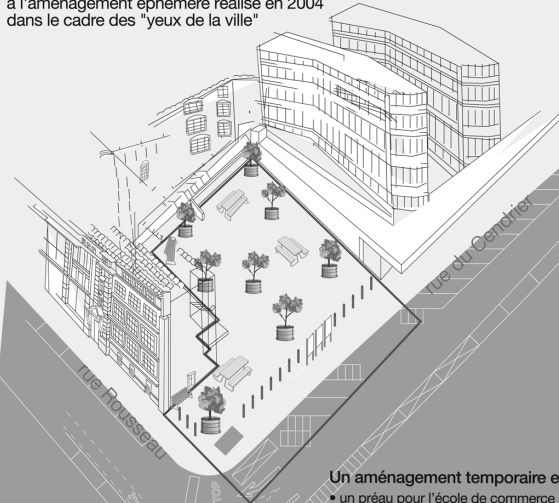 à l'aménagement éphémère réalisé en 2004
dans le cadre des "yeux de la ville"
rue du Cendrier
rue Rousseau
STOP
Un aménagement temporaire e
• un préau pour l'école de commerce